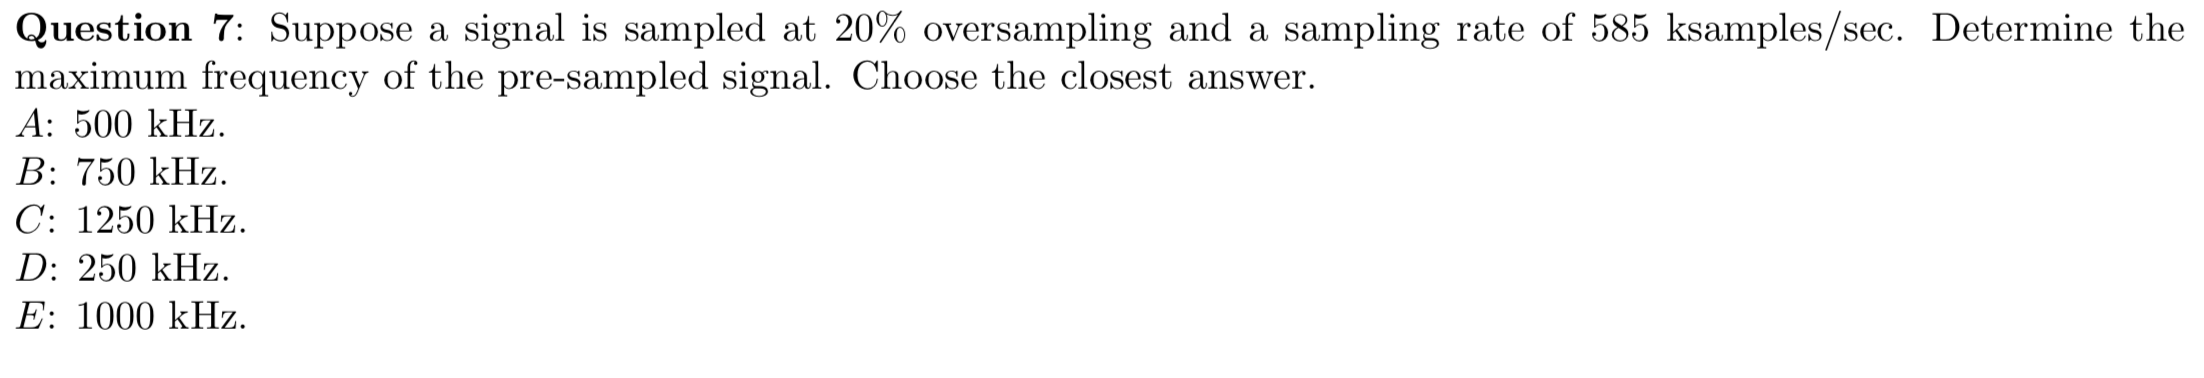 Question 7: Suppose a signal is sampled at 20% oversampling and a sampling rate of 585 ksamples/sec. Determine the
maximum frequency of the pre-sampled signal. Choose the closest answer.
A: 500 kHz.
B: 750 kHz.
C: 1250 kHz.
D: 250 kHz.
E: 1000 kHz.